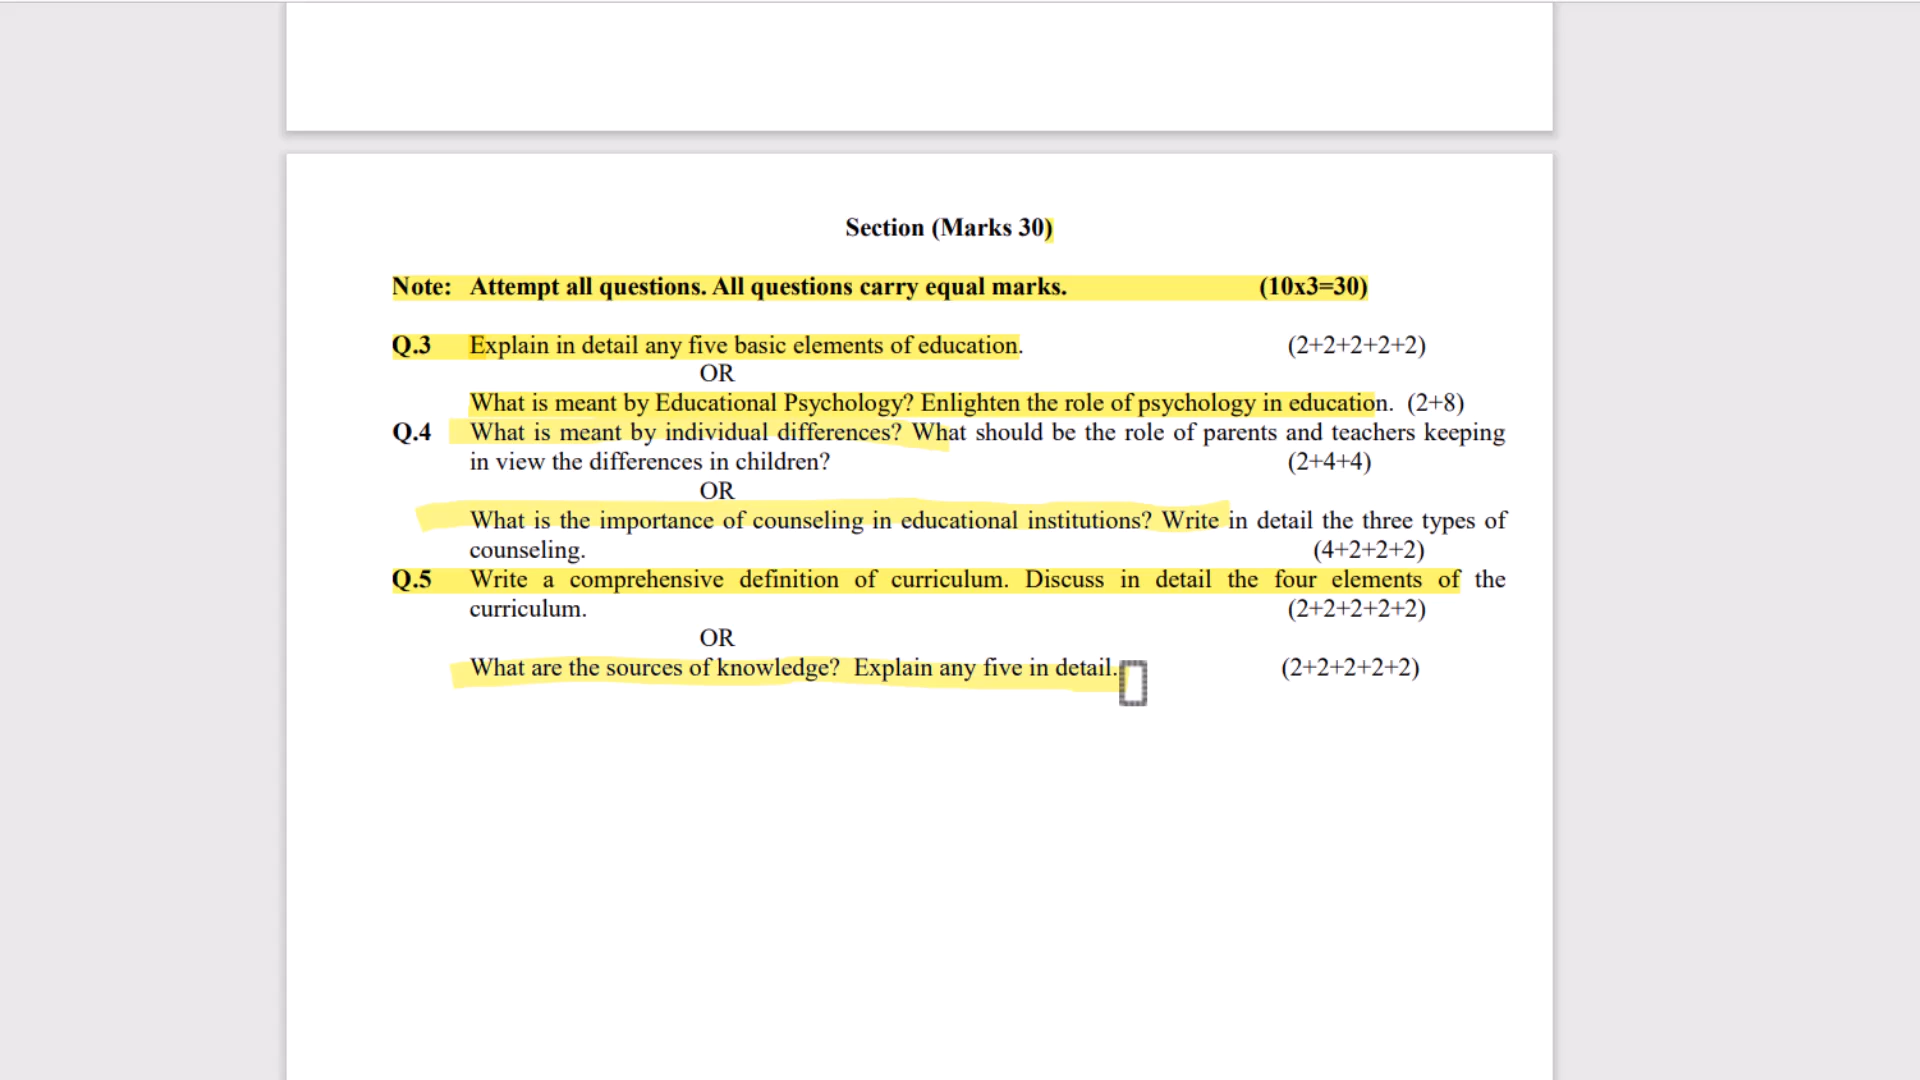 Section (Marks 30)
Note: Attempt all questions. All questions carry equal marks. (10x3=30)
Q.3 Explain in detail any five basic elements of education. (2+2+2+2+2)
OR
What is meant by Educational Psychology? Enlighten the role of psychology in education. (2+8)
Q.4 What is meant by individual differences? What should be the role of parents and teachers keeping
in view the differences in children? (2+4+4)
OR
What is the importance of counseling in educational institutions? Write in detail the three types of
counseling. (4+2+2+2)
Q.5 Write a comprehensive definition of curriculum. Discuss in detail the four elements of the
curriculum. (2+2+2+2+2)
OR
What are the sources of knowledge? Explain any five in detail. (2+2+2+2+2)